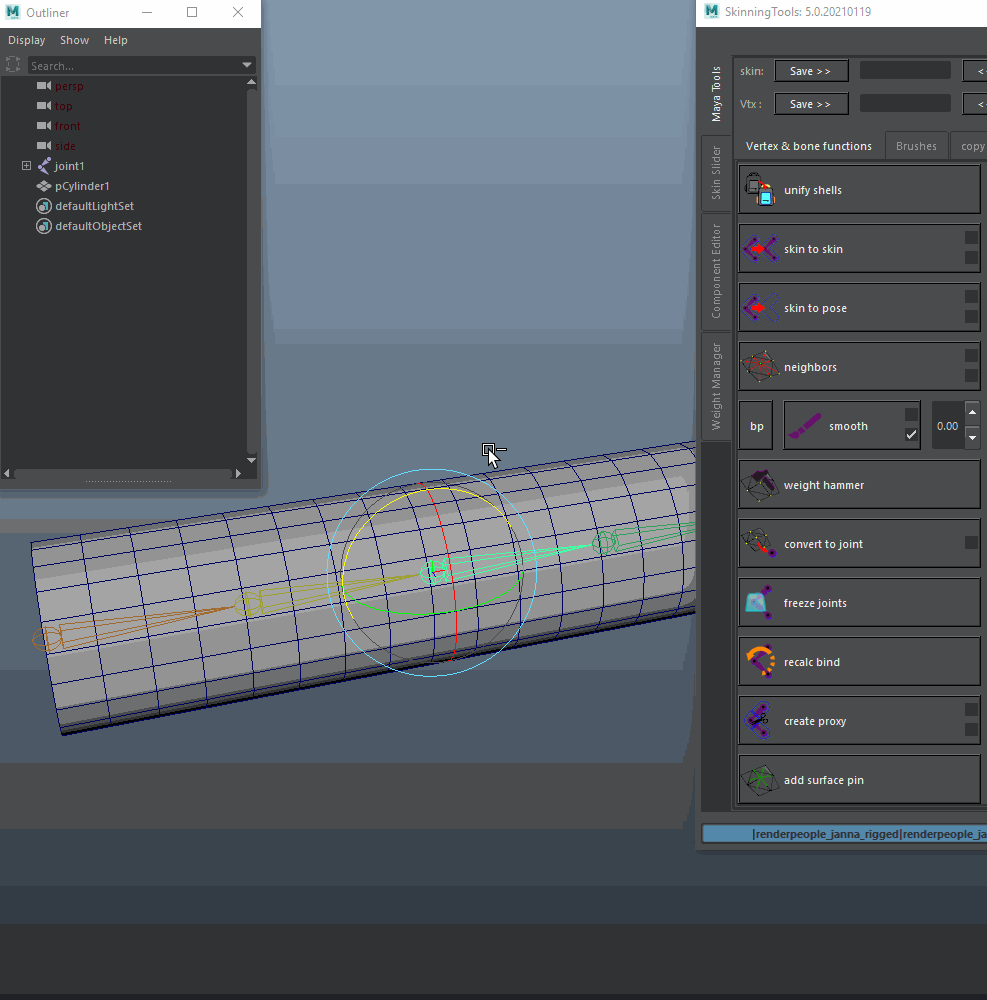 Outliner
Display Show Help
Search...
persp
top
front
side
joint1
pCylinder1
defaultLightSet
defaultObjectSet
SkinningTools: 5.0.20210119
Maya Tools
Skin Slider
Component Editor
Weight Manager
skin: Save >> <
Vtx : Save >> <
Vertex & bone functions Brushes copy
unify shells
skin to skin
skin to pose
neighbors
bp smooth 0.00
weight hammer
convert to joint
freeze joints
recalc bind
create proxy
add surface pin
|renderpeople_janna_rigged|renderpeople_ja